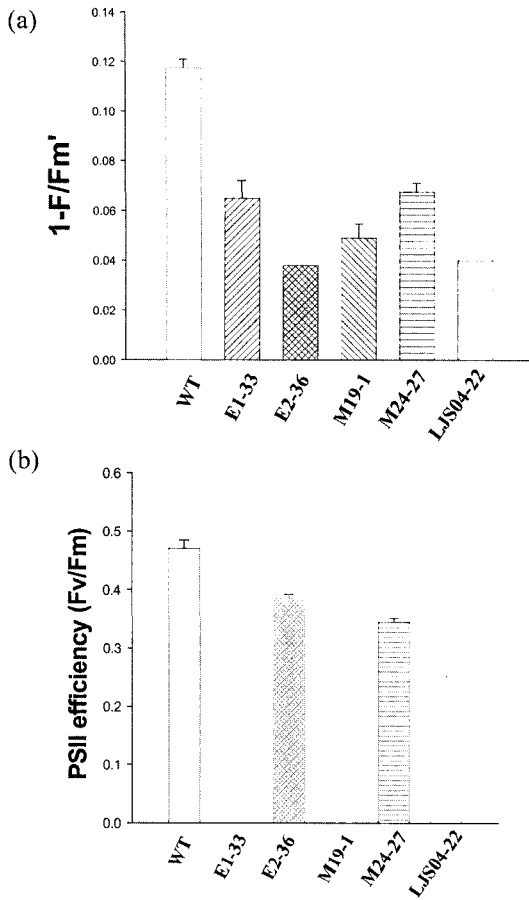 (a)
0.14
0.12
0.10
0.08
0.06
0.04
0.02
0.00
1-F/Fm'
WT
E1-33
E2-36
M19-1
M24-27
LJS04-22
(b)
0.6
0.5
0.4
0.3
0.2
0.1
0.0
PSII efficiency (Fv/Fm)
WT
E1-33
E2-36
M19-1
M24-27
LJS04-22